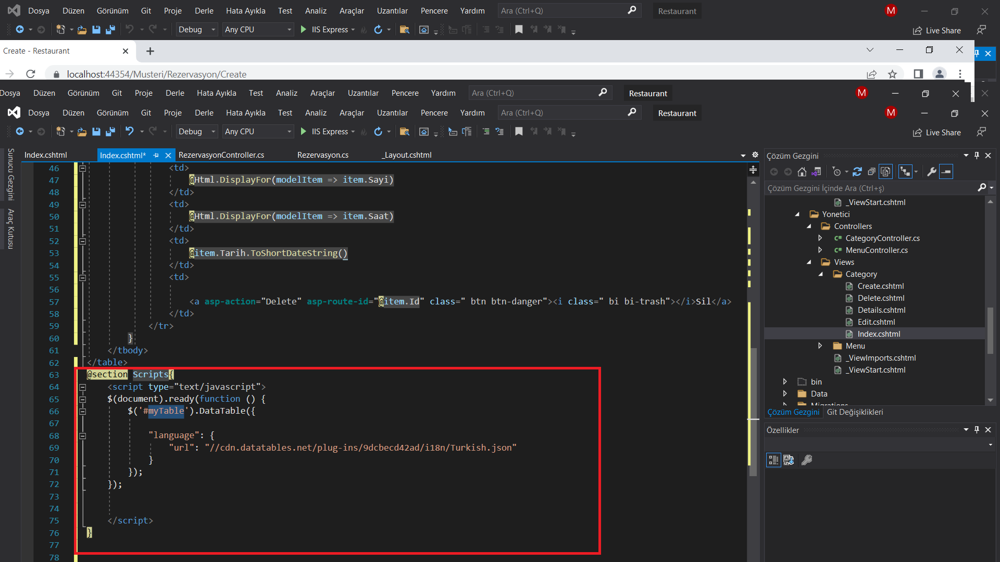 Dosya Düzen Görünüm Git Proje Derle Hata Ayıkla Test Analiz Araçlar Uzantılar Pencere Yardım Ara (Ctrl+Q) Restaurant M
Debug Any CPU IIS Express Live Share
Create - Restaurant
localhost:44354/Musteri/Rezervasyon/Create
Dosya Düzen Görünüm Git Proje Derle Hata Ayıkla Test Analiz Araçlar Uzantılar Pencere Yardım Ara (Ctrl+Q) Restaurant M
Dosya Düzen Görünüm Git Proje Derle Hata Ayıkla Test Analiz Araçlar Uzantılar Pencere Yardım Ara (Ctrl+Q) Restaurant M
Debug Any CPU IIS Express Live Share
Sunucu Gezgini
Araç Kutusu
Index.cshtml Index.cshtml* RezervasyonController.cs Rezervasyon.cs _Layout.cshtml
46 <td>
47 @Html.DisplayFor(modelItem => item.Sayi)
48 </td>
49 <td>
50 @Html.DisplayFor(modelItem => item.Saat)
51 </td>
52 <td>
53 @item.Tarih.ToShortDateString()
54 </td>
55 <td>
56
57 <a asp-action="Delete" asp-route-id="@item.Id" class=" btn btn-danger"><i class=" bi bi-trash"></i>Sil</a>
58 </td>
59 </tr>
60 }
61 </tbody>
62 </table>
63 @section Scripts{
64 <script type="text/javascript">
65 $(document).ready(function () {
66 $('#myTable').DataTable({
67
68 "language": {
69 "url": "//cdn.datatables.net/plug-ins/9dcbecd42ad/i18n/Turkish.json"
70 }
71 });
72 });
73
74
75 </script>
76 }
77
78
Çözüm Gezgini
Çözüm Gezgini İçinde Ara (Ctrl+ş)
_ViewStart.cshtml
Yonetici
Controllers
C# CategoryController.cs
C# MenuController.cs
Views
Category
Create.cshtml
Delete.cshtml
Details.cshtml
Edit.cshtml
Index.cshtml
Menu
_ViewImports.cshtml
_ViewStart.cshtml
bin
Data
Migrations
Çözüm Gezgini Git Değişiklikleri
Özellikler